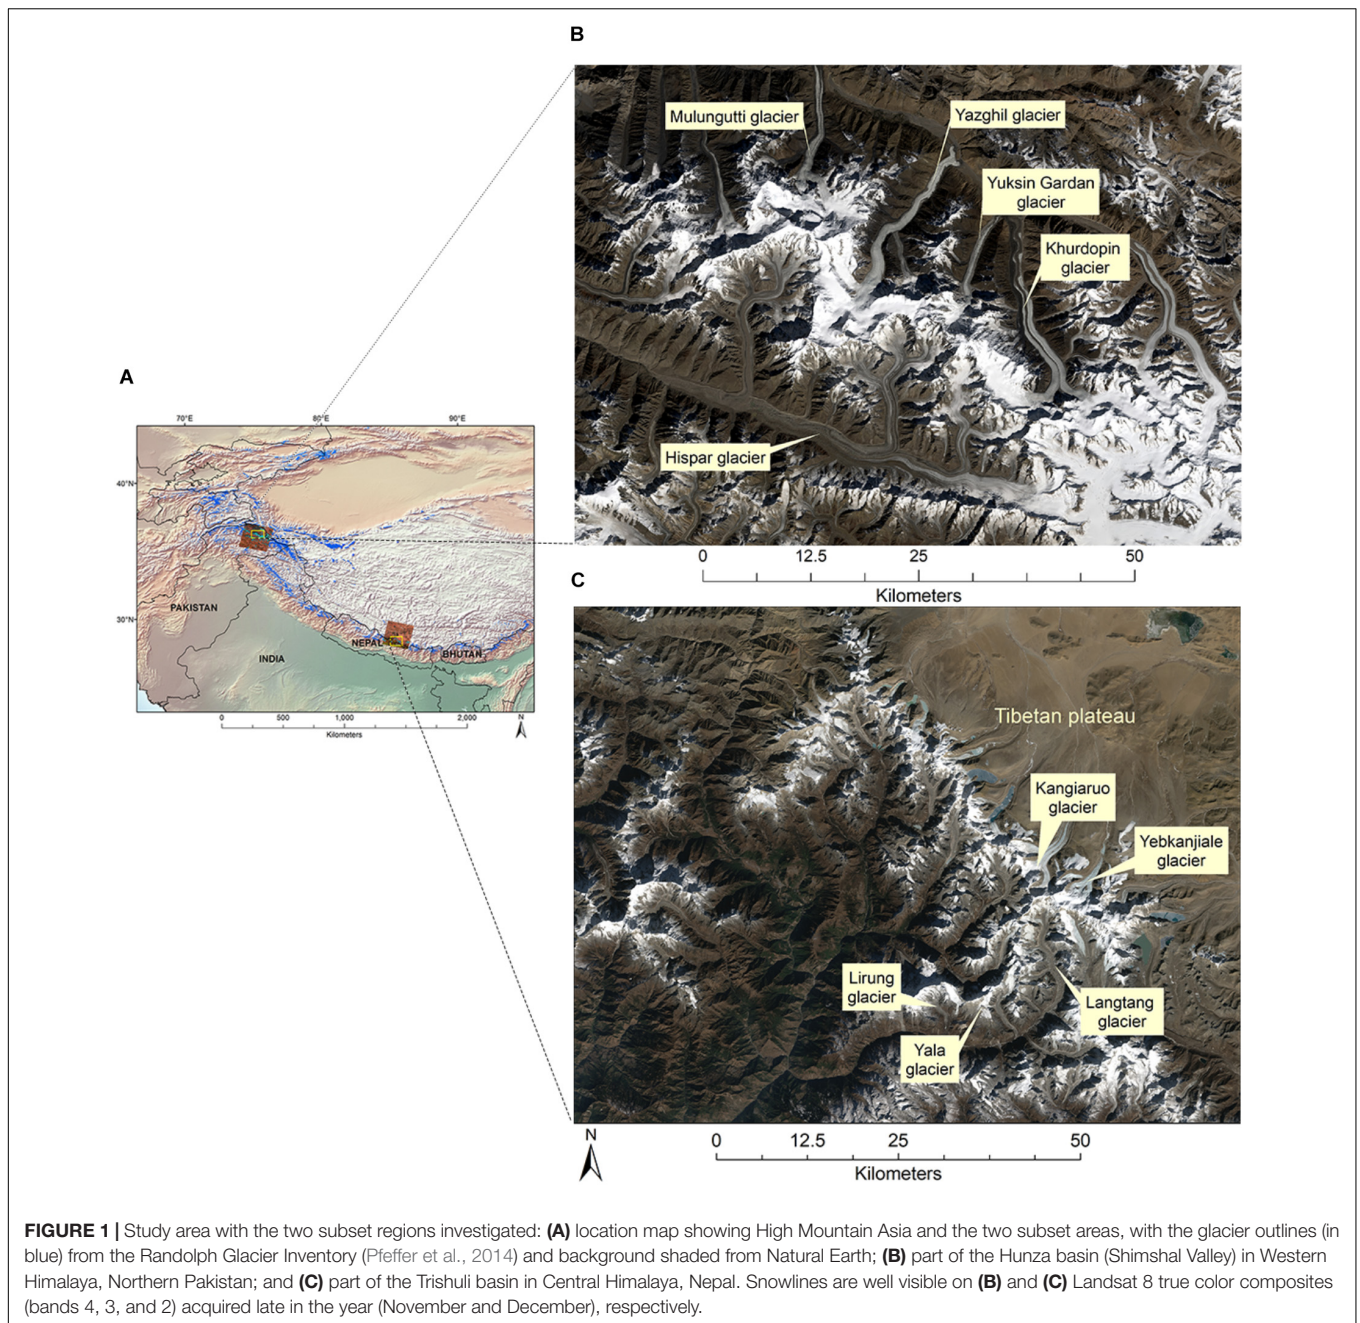 B
Mulungutti glacier
Yazghil glacier
Yuksin Gardan
glacier
Khurdopin
glacier
Hispar glacier
0 12.5 25 50
Kilometers
A
70°E 80°E 90°E
40°N
30°N
PAKISTAN
INDIA
NEPAL
BHUTAN
0 500 1,000 2,000
Kilometers
N
C
Tibetan plateau
Kangiaruo
glacier
Yebkanjiale
glacier
Lirung
glacier
Langtang
glacier
Yala
glacier
N
0 12.5 25 50
Kilometers
FIGURE 1 | Study area with the two subset regions investigated: (A) location map showing High Mountain Asia and the two subset areas, with the glacier outlines (in
blue) from the Randolph Glacier Inventory (Pfeffer et al., 2014) and background shaded from Natural Earth; (B) part of the Hunza basin (Shimshal Valley) in Western
Himalaya, Northern Pakistan; and (C) part of the Trishuli basin in Central Himalaya, Nepal. Snowlines are well visible on (B) and (C) Landsat 8 true color composites
(bands 4, 3, and 2) acquired late in the year (November and December), respectively.